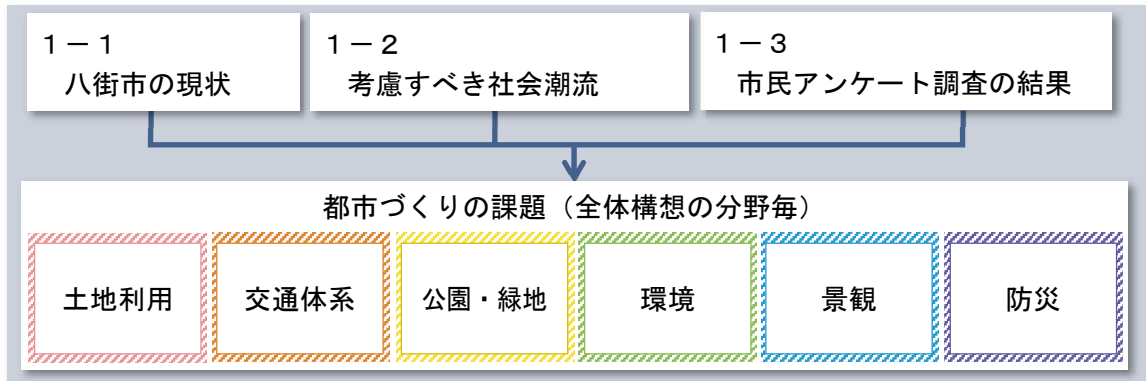 1-1
八街市の現状
1-2
考慮すべき社会潮流
1-3
市民アンケート調査の結果
都市づくりの課題(全体構想の分野毎)
土地利用
交通体系
公園・緑地
環境
景観
防災